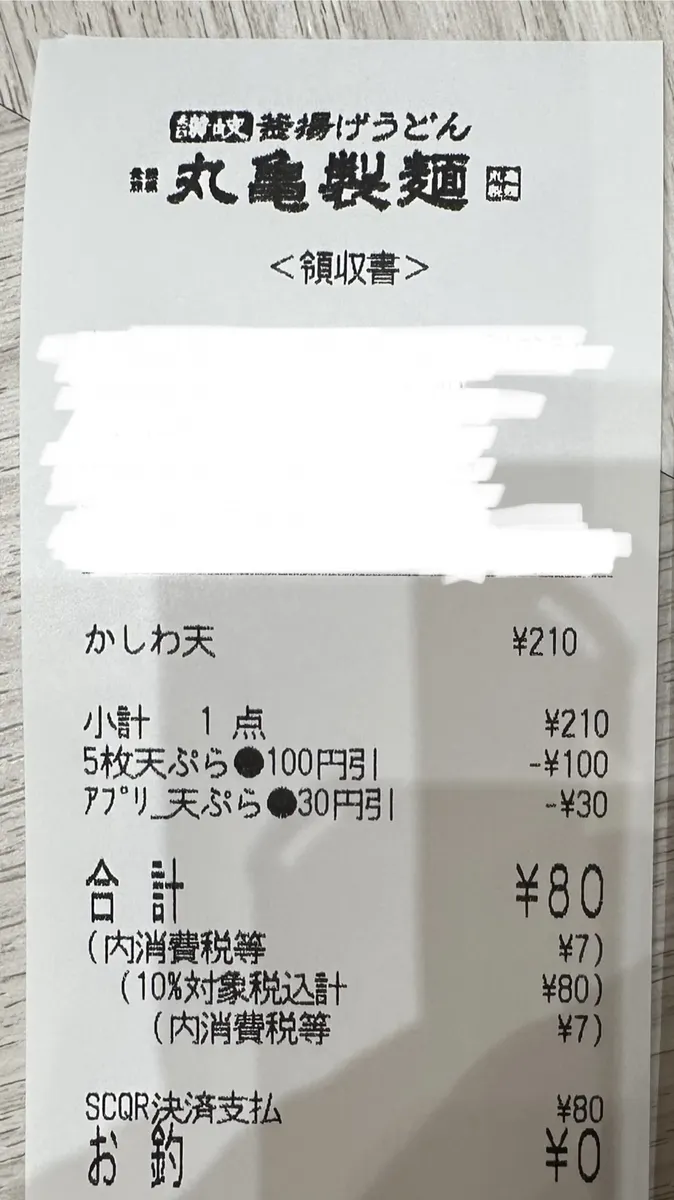 讃岐釜揚げうどん
丸亀製麺
<領収書>
かしわ天 ¥210
小計 1 点 ¥210
5枚天ぷら●100円引 -¥100
ｱﾌﾟﾘ_天ぷら●30円引 -¥30
合 計 ¥80
(内消費税等 ¥7)
(10%対象税込計 ¥80)
(内消費税等 ¥7)
SCQR決済支払 ¥80
お 釣 ¥0